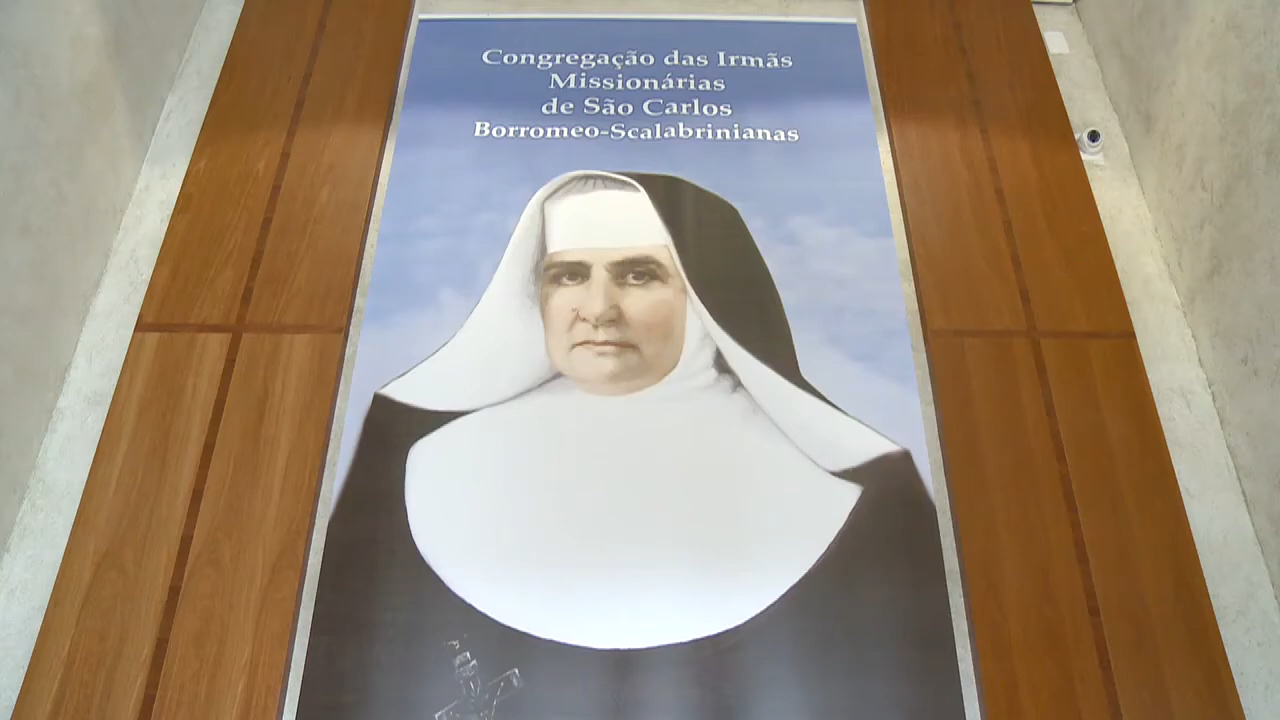 Congregação das Irmãs
Missionárias
de São Carlos
Borromeo-Scalabrinianas